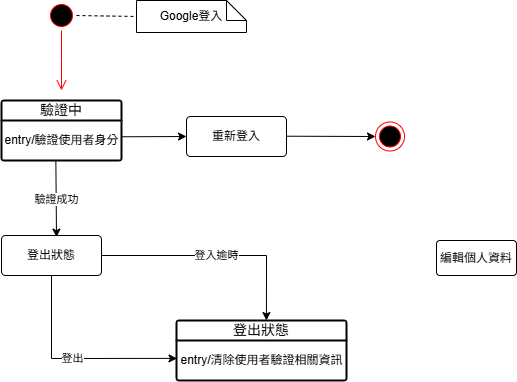 Google登入
驗證中
entry/驗證使用者身分
重新登入
驗證成功
登出狀態
登入逾時
編輯個人資料
登出狀態
entry/清除使用者驗證相關資訊
登出